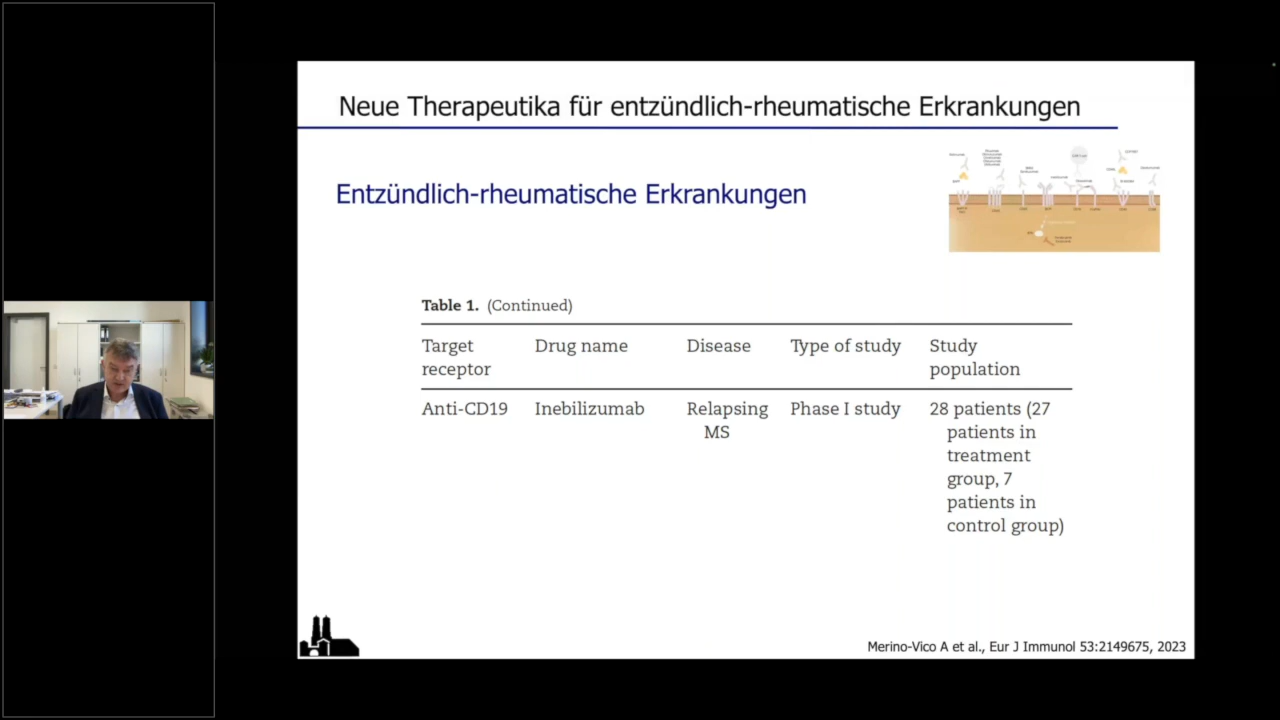 Neue Therapeutika für entzündlich-rheumatische Erkrankungen
Entzündlich-rheumatische Erkrankungen
Table 1. (Continued)
Target receptor
Drug name
Disease
Type of study
Study population
Anti-CD19
Inebilizumab
Relapsing MS
Phase I study
28 patients (27
patients in
treatment
group, 7
patients in
control group)
Merino-Vico A et al., Eur J Immunol 53:2149675, 2023